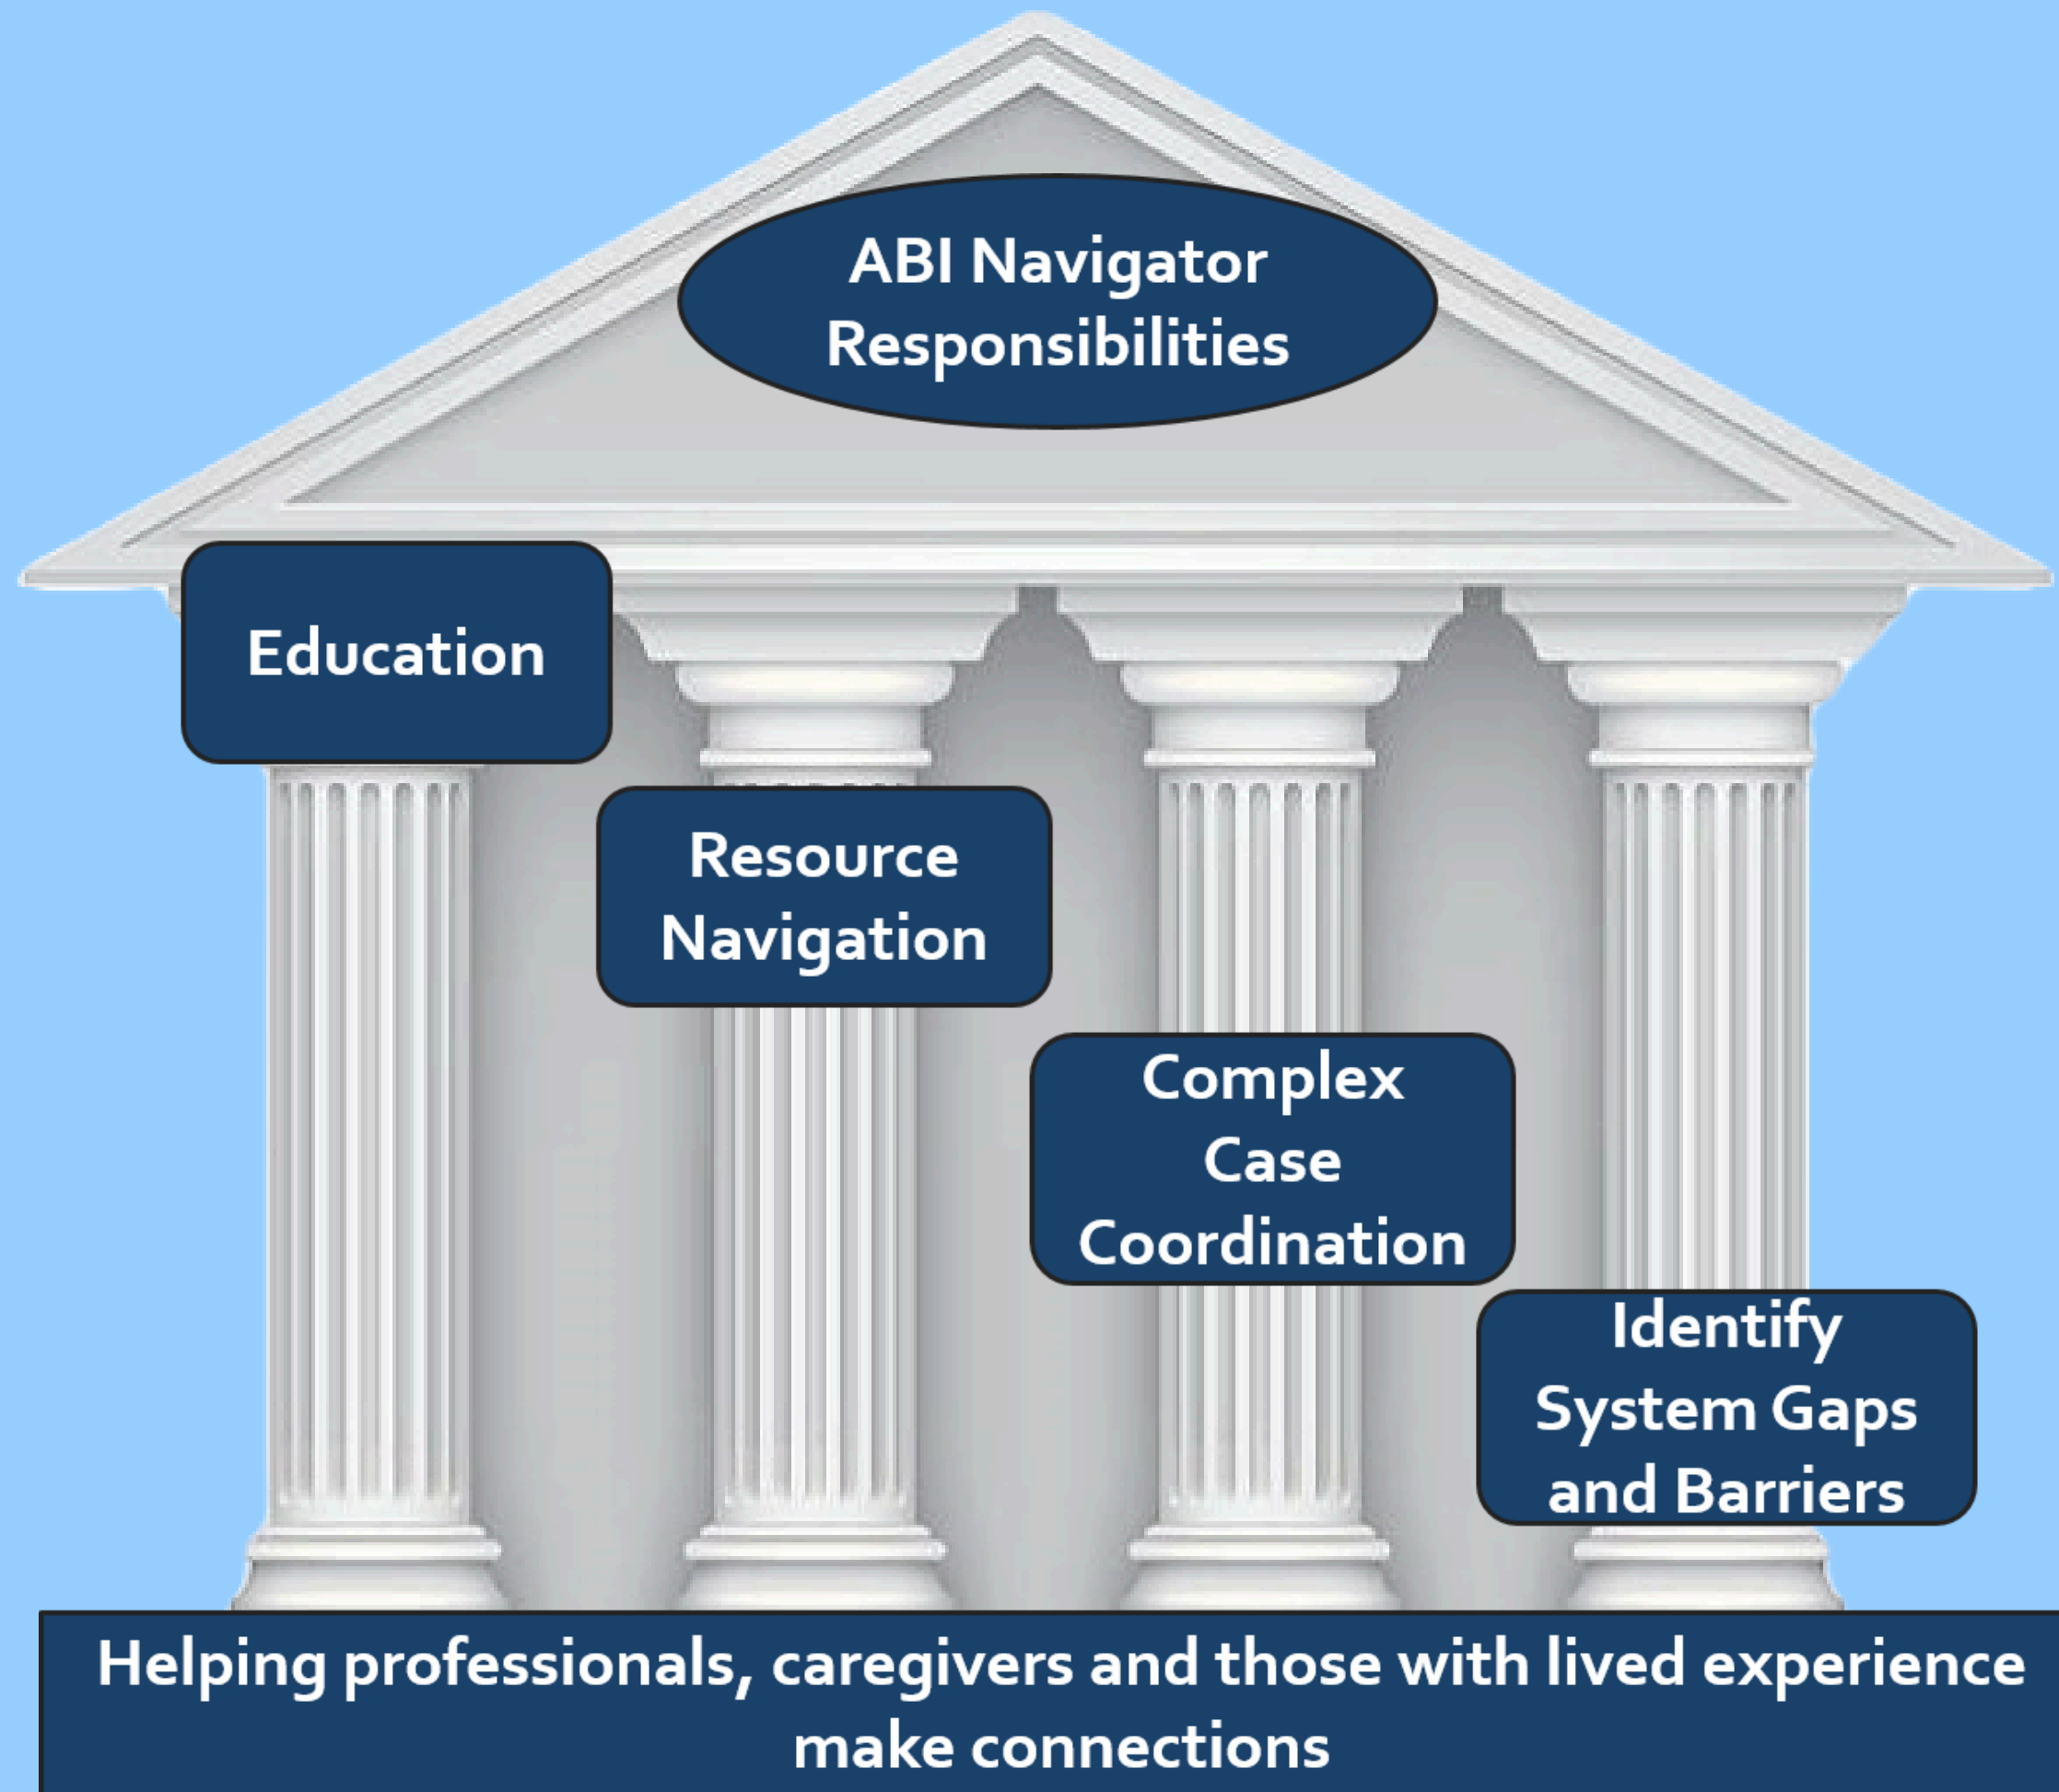 ABI Navigator
Responsibilities
Education
Resource
Navigation
Complex
Case
Coordination
Identify
System Gaps
and Barriers
Helping professionals, caregivers and those with lived experience
make connections